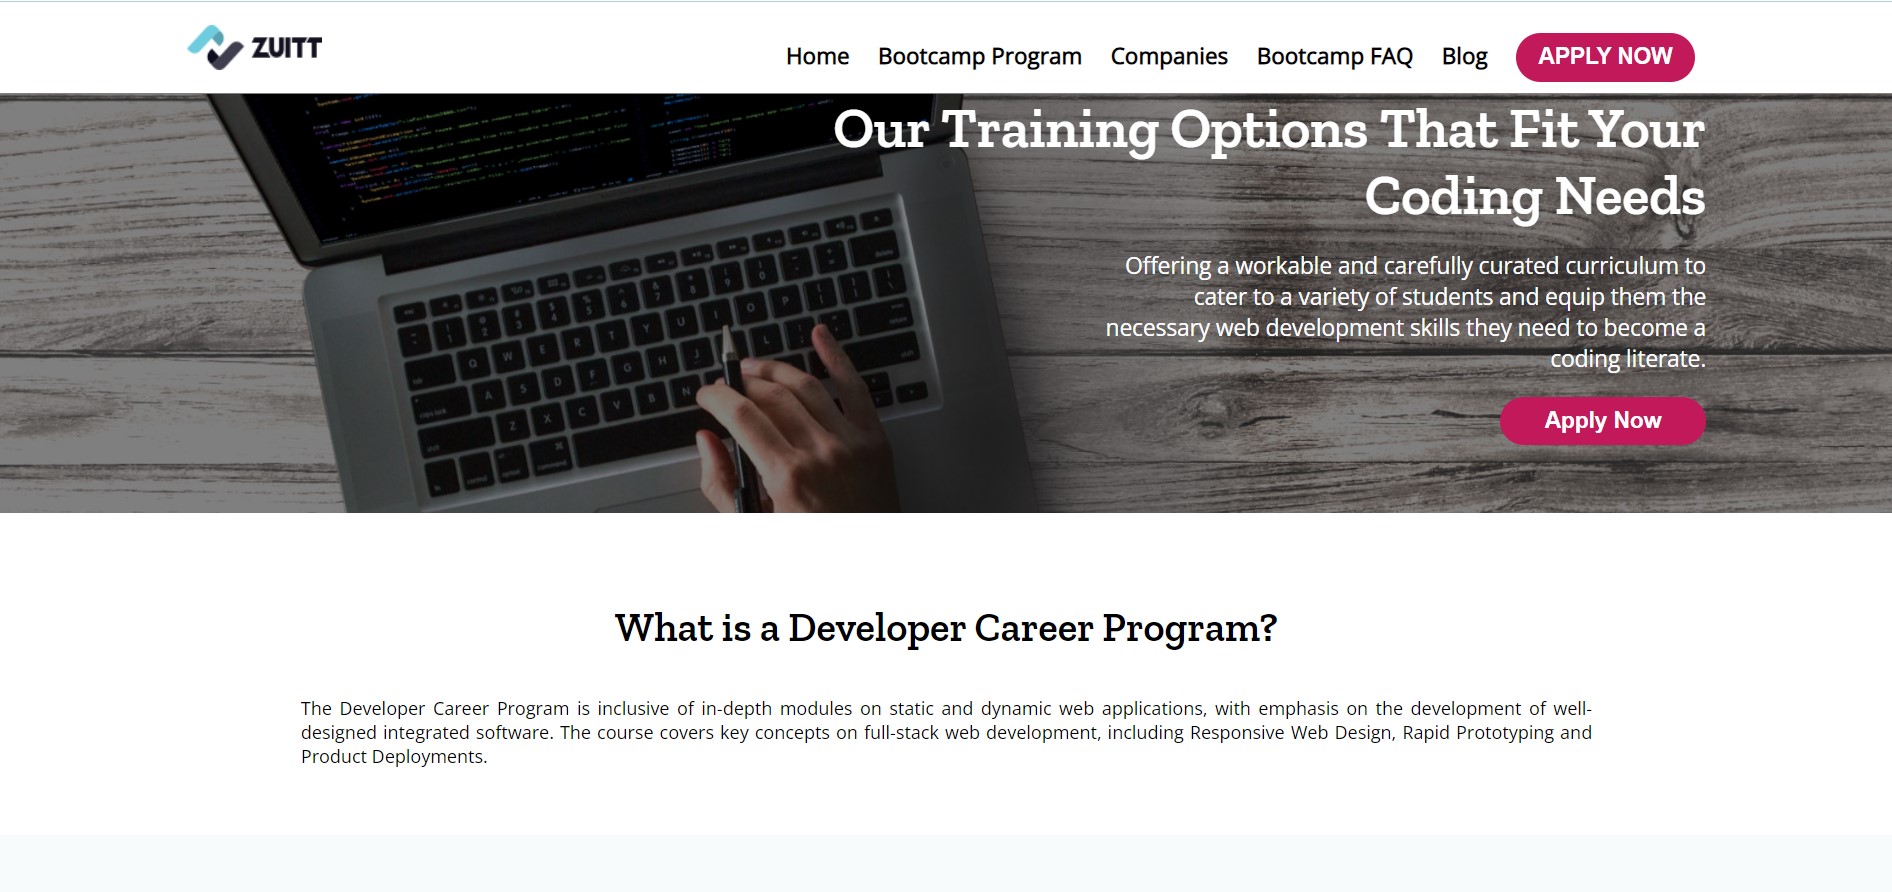 ZUITT
Home Bootcamp Program Companies Bootcamp FAQ Blog APPLY NOW
Our Training Options That Fit Your
Coding Needs
Offering a workable and carefully curated curriculum to
cater to a variety of students and equip them the
necessary web development skills they need to become a
coding literate.
Apply Now
What is a Developer Career Program?
The Developer Career Program is inclusive of in-depth modules on static and dynamic web applications, with emphasis on the development of well-
designed integrated software. The course covers key concepts on full-stack web development, including Responsive Web Design, Rapid Prototyping and
Product Deployments.